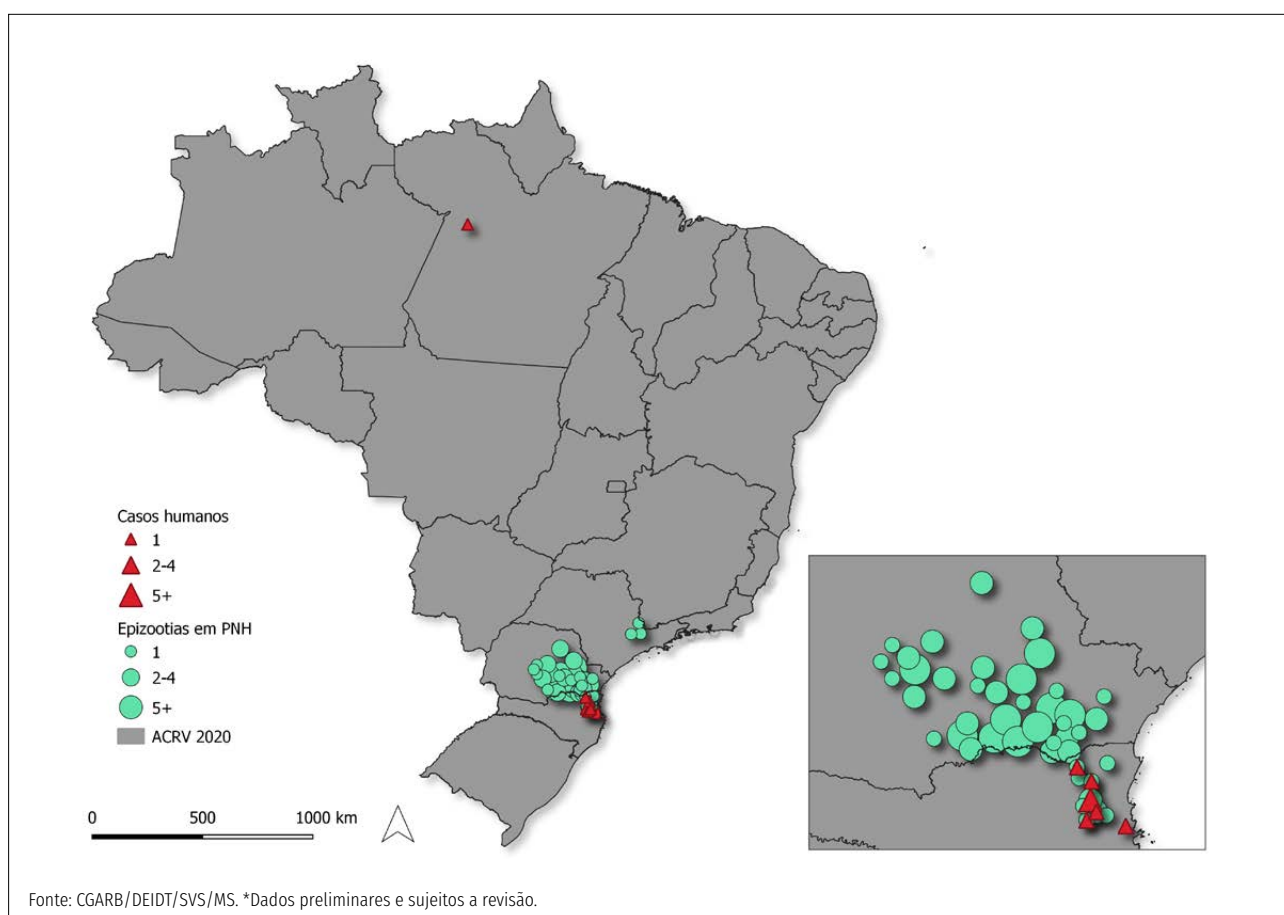 Casos humanos
1
2-4
5+
Epizootias em PNH
1
2-4
5+
ACRV 2020
0 500 1000 km
Fonte: CGARB/DEIDT/SVS/MS. *Dados preliminares e sujeitos a revisão.